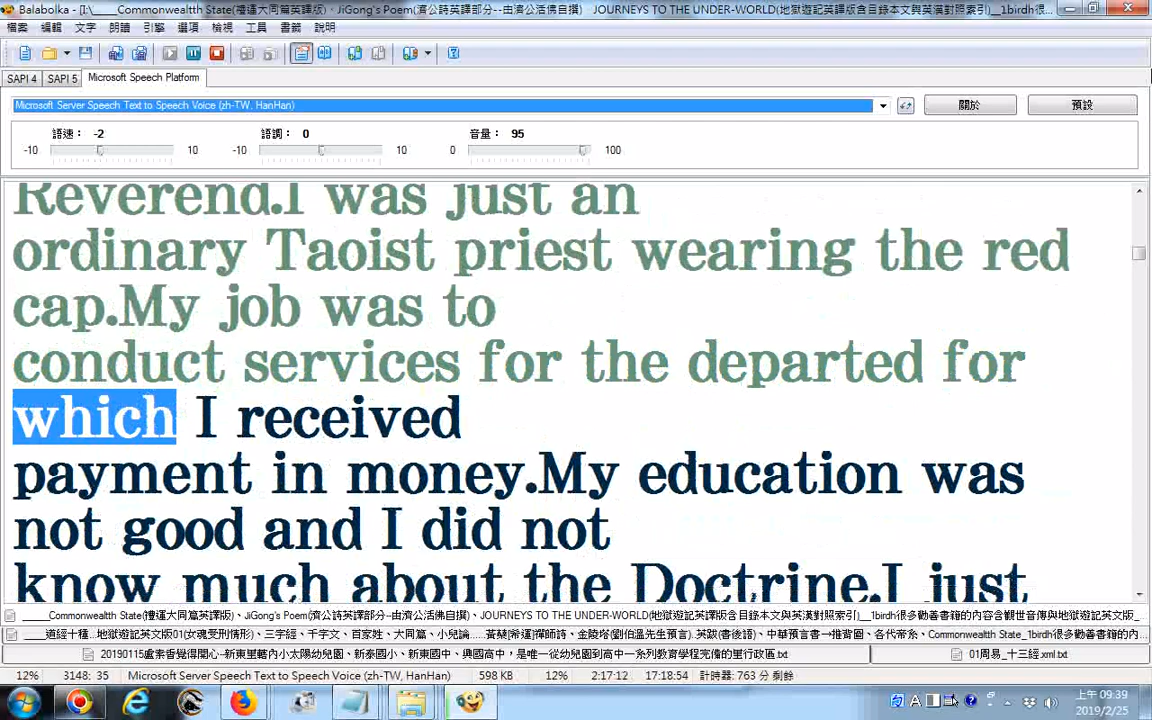 Balabolka - [I:\_____Commonwealth State(禮運大同篇英譯版)、JiGong's Poem(濟公詩英譯部分--由濟公活佛自撰)、JOURNEYS TO THE UNDER-WORLD(地獄遊記英譯版含目錄本文與英漢對照索引)__1birdh很...
檔案 編輯 文字 朗讀 引擎 選項 檢視 工具 書籤 說明
SAPI 4 SAPI 5 Microsoft Speech Platform
Microsoft Server Speech Text to Speech Voice (zh-TW, HanHan) 關於 預設
語速： -2 語調： 0 音量： 95
-10 10 -10 10 0 100
Reverend.I was just an
ordinary Taoist priest wearing the red
cap.My job was to
conduct services for the departed for
which I received
payment in money.My education was
not good and I did not
know much about the Doctrine.I just
_____Commonwealth State(禮運大同篇英譯版)、JiGong's Poem(濟公詩英譯部分--由濟公活佛自撰)、JOURNEYS TO THE UNDER-WORLD(地獄遊記英譯版含目錄本文與英漢對照索引)__1birdh很多勸善書籍的內容含觀世音傳與地獄遊記英文版_
道經十種...地獄遊記英文版01(女魂受刑情形)、三字經、千字文、百家姓、大同篇、小兒論.....黃蘗[希運]禪師詩、金陵塔(劉伯溫先生預言).英跋(書後語)、中華預言書一推背圖、各代帝系、Commonwealth State_1birdh很多勸善書籍的內...
20190115盧素香覺得開心--新東里轄內小太陽幼兒園、新泰國小、新東國中、興國高中，是唯一從幼兒園到高中一系列教育學程完備的里行政區.txt 01周易_十三經.xml.txt
12% 3148: 35 Microsoft Server Speech Text to Speech Voice (zh-TW, HanHan) 598 KB 12% 2:17:12 17:18:54 計時器: 763 分 剩餘
上午 09:39
2019/2/25